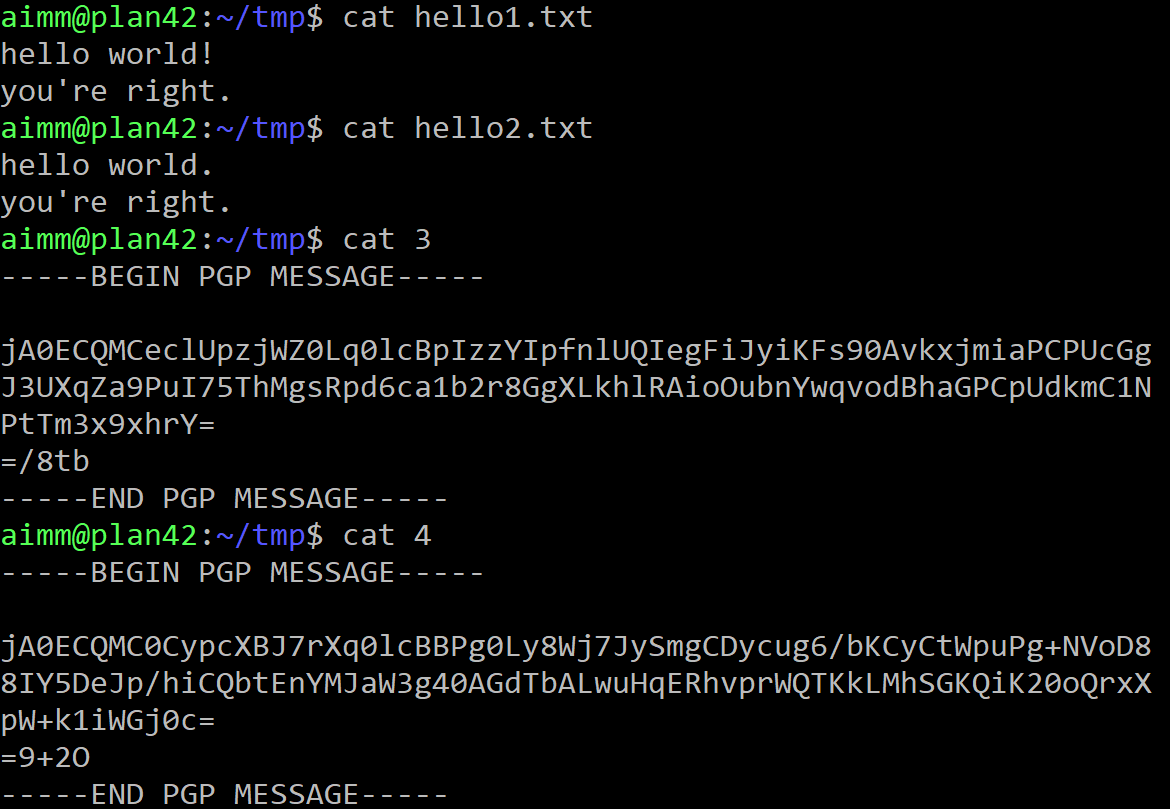 aimm@plan42:~/tmp$ cat hello1.txt
hello world!
you're right.
aimm@plan42:~/tmp$ cat hello2.txt
hello world.
you're right.
aimm@plan42:~/tmp$ cat 3
-----BEGIN PGP MESSAGE-----

jA0ECQMCeclUpzjWZ0Lq0lcBpIzzYIpfnlUQIegFiJyiKFs90AvkxjmiaPCPUcGg
J3UXqZa9PuI75ThMgsRpd6ca1b2r8GgXLkhlRAioOubnYwqvodBhaGPCpUdkmC1N
PtTm3x9xhrY=
=/8tb
-----END PGP MESSAGE-----
aimm@plan42:~/tmp$ cat 4
-----BEGIN PGP MESSAGE-----

jA0ECQMC0CypcXBJ7rXq0lcBBPg0Ly8Wj7JySmgCDycug6/bKCyCtWpuPg+NVoD8
8IY5DeJp/hiCQbtEnYMJaW3g40AGdTbALwuHqERhvprWQTKkLMhSGKQiK20oQrxX
pW+k1iWGj0c=
=9+2O
-----END PGP MESSAGE-----